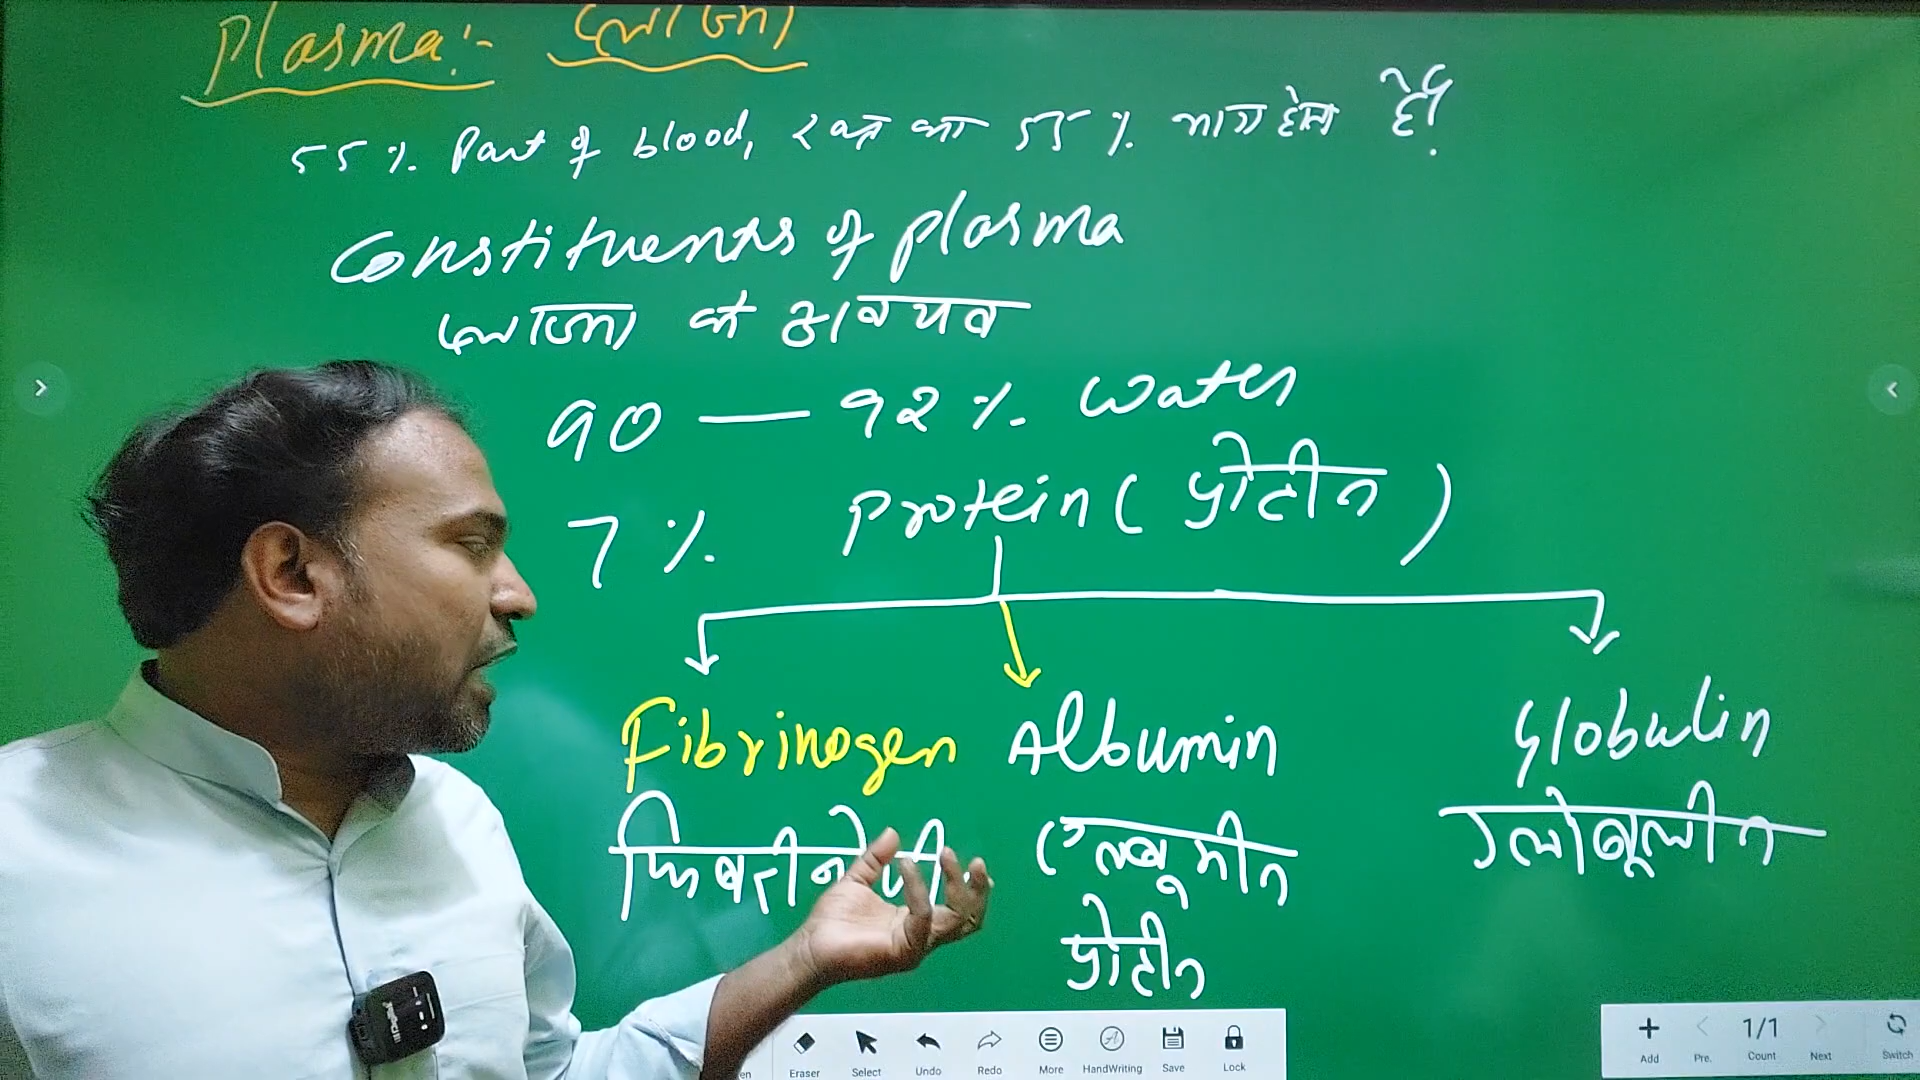 Plasma:- प्लाज्मा
55% Part of blood, रक्त का 55% भाग होता है।
Constituents of plasma
प्लाज्मा के अवयव
90 — 92% water
7% Protein ( प्रोटीन )
Fibrinogen Albumin Globulin
एल्बूमीन ग्लोबूलीन
प्रोटीन
Eraser Select Undo Redo More HandWriting Save Lock
1/1
Add Pre. Count Next Switch